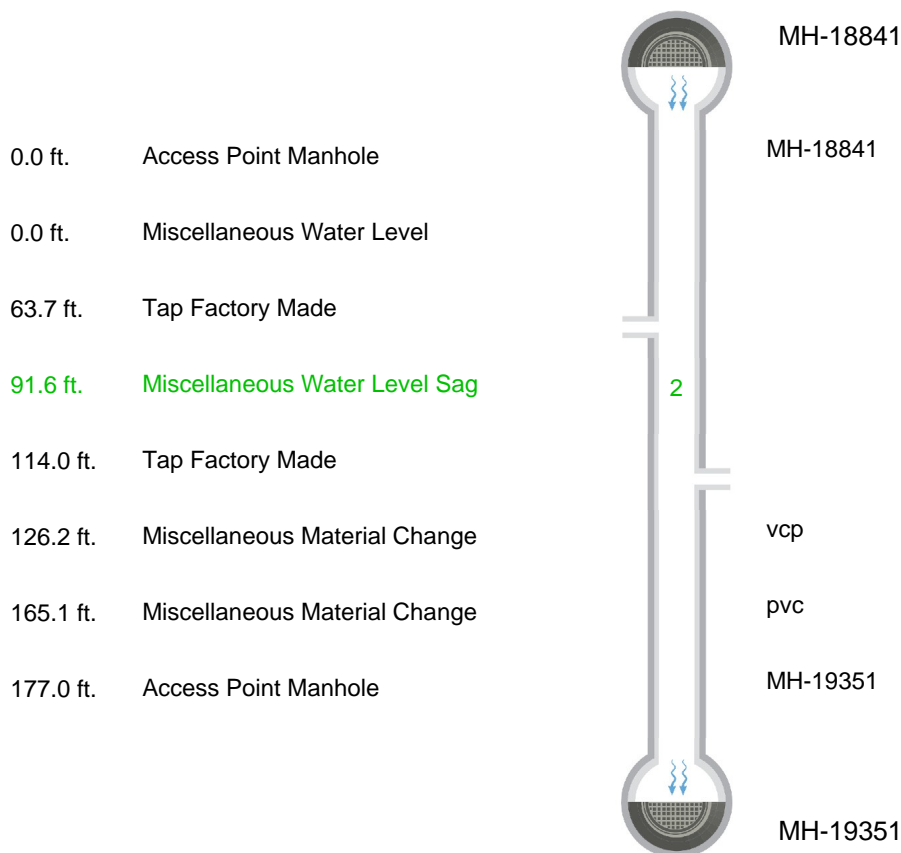 MH-18841
0.0 ft. Access Point Manhole MH-18841
0.0 ft. Miscellaneous Water Level
63.7 ft. Tap Factory Made
91.6 ft. Miscellaneous Water Level Sag 2
114.0 ft. Tap Factory Made
126.2 ft. Miscellaneous Material Change vcp
165.1 ft. Miscellaneous Material Change pvc
177.0 ft. Access Point Manhole MH-19351
MH-19351